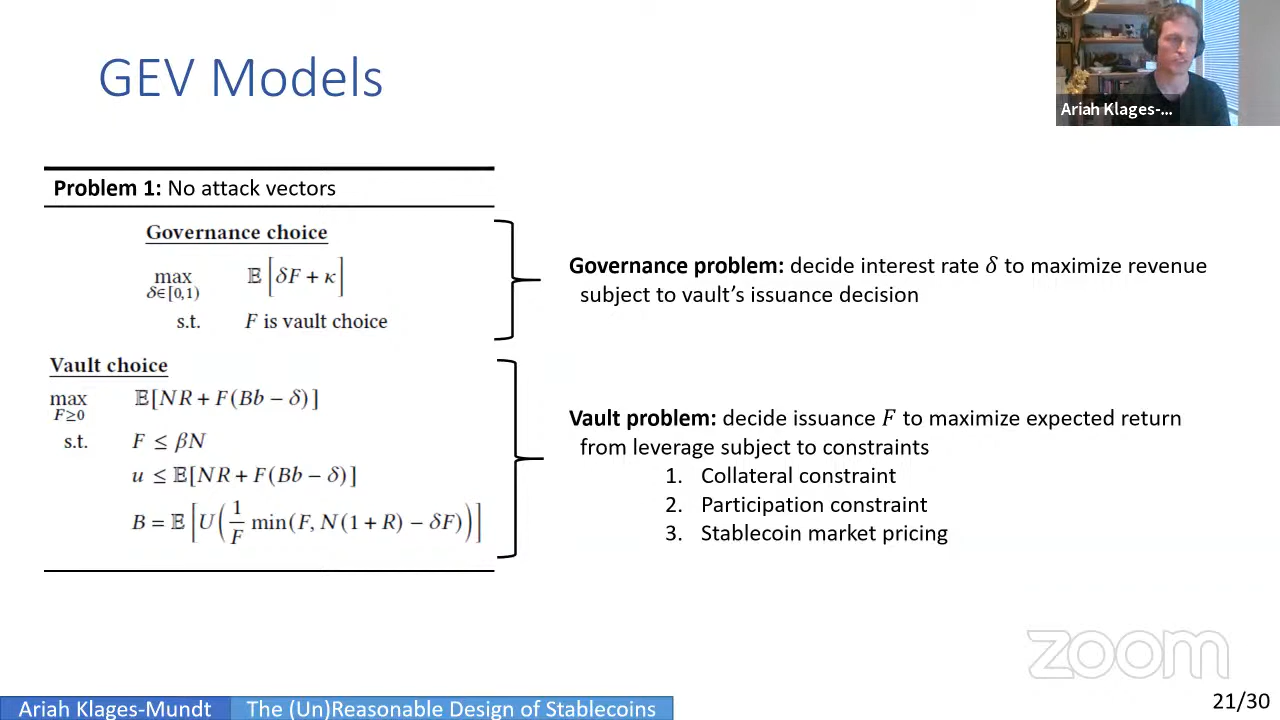 GEV Models
Ariah Klages-...
Problem 1: No attack vectors
Governance choice
max δ∈[0,1) 𝔼[δF + κ]
s.t. F is vault choice
Governance problem: decide interest rate δ to maximize revenue
subject to vault's issuance decision
Vault choice
max F≥0 𝔼[NR + F(Bb − δ)]
s.t. F ≤ βN
u ≤ 𝔼[NR + F(Bb − δ)]
B = 𝔼[U(1/F min(F, N(1 + R) − δF))]
Vault problem: decide issuance F to maximize expected return
from leverage subject to constraints
1. Collateral constraint
2. Participation constraint
3. Stablecoin market pricing
zoom
Ariah Klages-Mundt
The (Un)Reasonable Design of Stablecoins
21/30